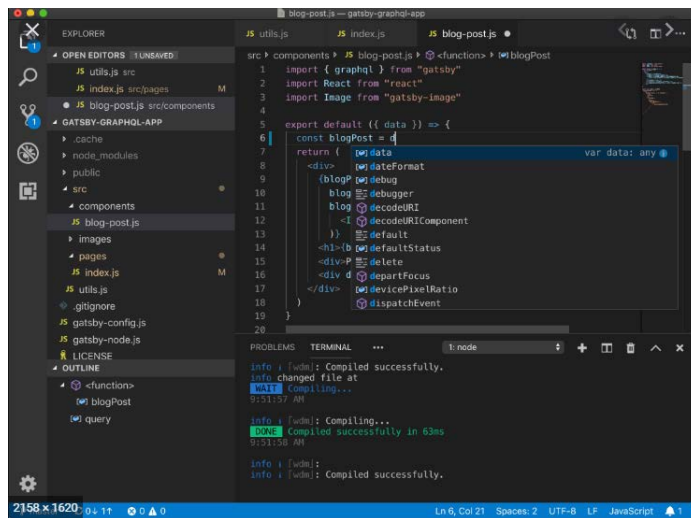 blog-post.js — gatsby-graphql-app
EXPLORER
OPEN EDITORS 1 UNSAVED
JS utils.js src
JS index.js src/pages M
JS blog-post.js src/components
GATSBY-GRAPHQL-APP
.cache
node_modules
public
src
components
JS blog-post.js
images
pages
JS index.js M
JS utils.js
.gitignore
JS gatsby-config.js
JS gatsby-node.js
LICENSE
OUTLINE
<function>
blogPost
query
1
1
JS utils.js JS index.js JS blog-post.js
src components JS blog-post.js <function> blogPost
1 import { graphql } from "gatsby"
2 import React from "react"
3 import Image from "gatsby-image"
4
5 export default ({ data }) => {
6 const blogPost = d
7 return (
8 <div>
9 {blogP
10 blog
11 blog
12 <I
13 )}
14 <h1>{b
15 <div>P
16 <div d
17 </div>
18 )
19 }
20
data var data: any
dateFormat
debug
debugger
decodeURI
decodeURIComponent
default
defaultStatus
delete
departFocus
devicePixelRatio
dispatchEvent
PROBLEMS TERMINAL ••• 1: node
info i [wdm]: Compiled successfully.
info changed file at
WAIT Compiling...
9:51:57 AM
info i [wdm]: Compiling...
DONE Compiled successfully in 63ms
9:51:58 AM
info i [wdm]:
info i [wdm]: Compiled successfully.
2158 × 1620 0↓ 1↑ 0 0 Ln 6, Col 21 Spaces: 2 UTF-8 LF JavaScript 1